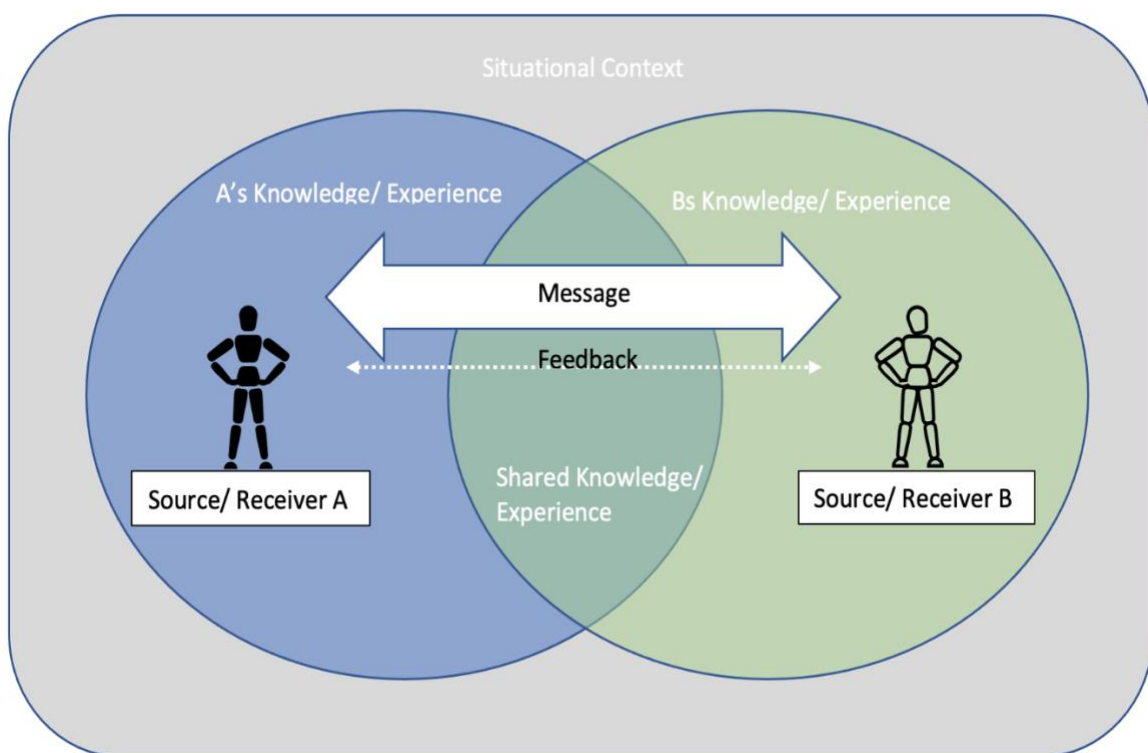 Situational Context
A's Knowledge/ Experience
Bs Knowledge/ Experience
Message
Feedback
Shared Knowledge/
Experience
Source/ Receiver A
Source/ Receiver B